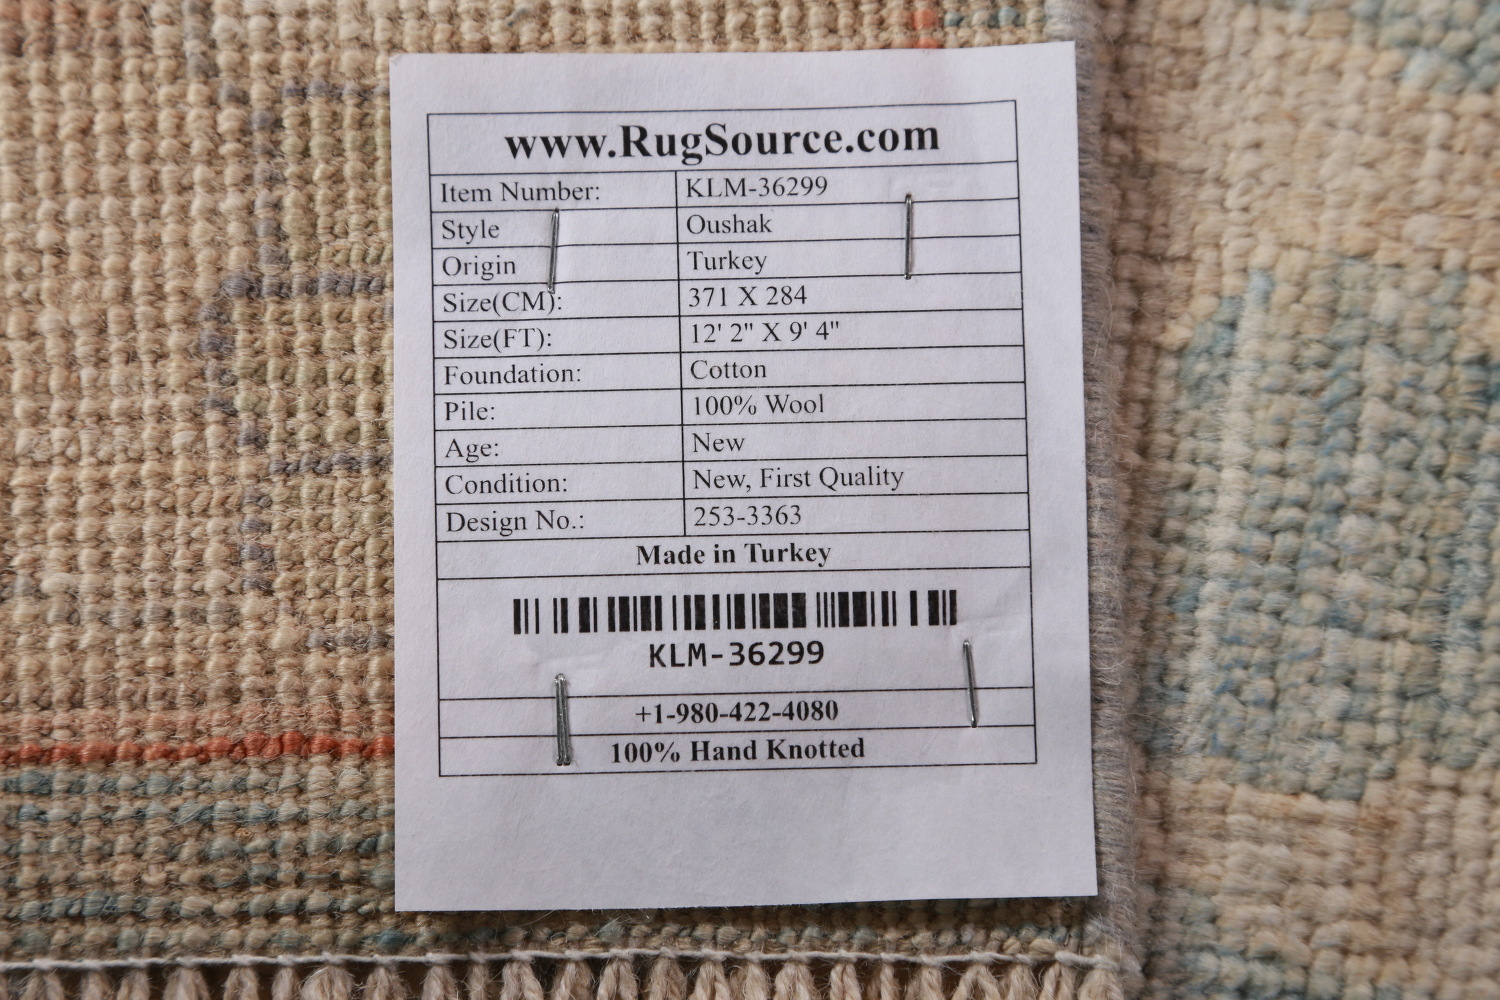 www.RugSource.com
Item Number: KLM-36299
Style Oushak
Origin Turkey
Size(CM): 371 X 284
Size(FT): 12' 2" X 9' 4"
Foundation: Cotton
Pile: 100% Wool
Age: New
Condition: New, First Quality
Design No.: 253-3363
Made in Turkey
KLM-36299
+1-980-422-4080
100% Hand Knotted